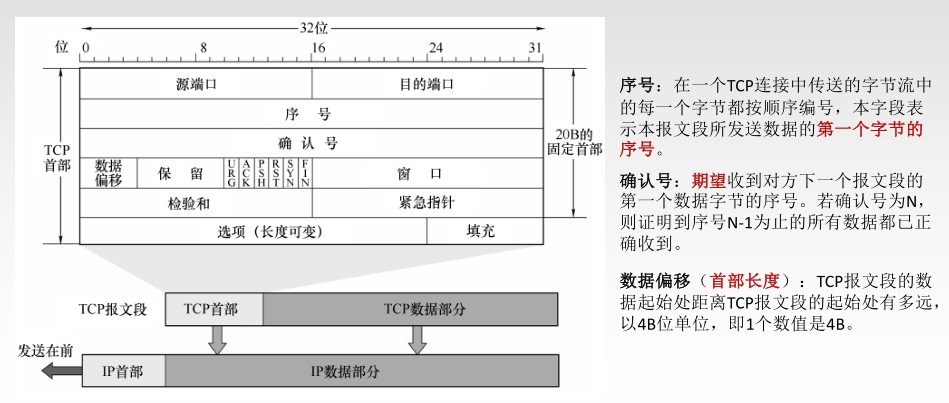 32位
位 0 8 16 24 31
源端口 目的端口
序 号
确 认 号
数据偏移 保 留 URG ACK PSH RST SYN FIN 窗 口
检验和 紧急指针
选项（长度可变） 填充
TCP首部
20B的固定首部
TCP报文段 TCP首部 TCP数据部分
发送在前
IP首部 IP数据部分
序号：在一个TCP连接中传送的字节流中
的每一个字节都按顺序编号，本字段表
示本报文段所发送数据的第一个字节的
序号。
确认号：期望收到对方下一个报文段的
第一个数据字节的序号。若确认号为N，
则证明到序号N-1为止的所有数据都已正
确收到。
数据偏移（首部长度）：TCP报文段的数
据起始处距离TCP报文段的起始处有多远，
以4B位单位，即1个数值是4B。